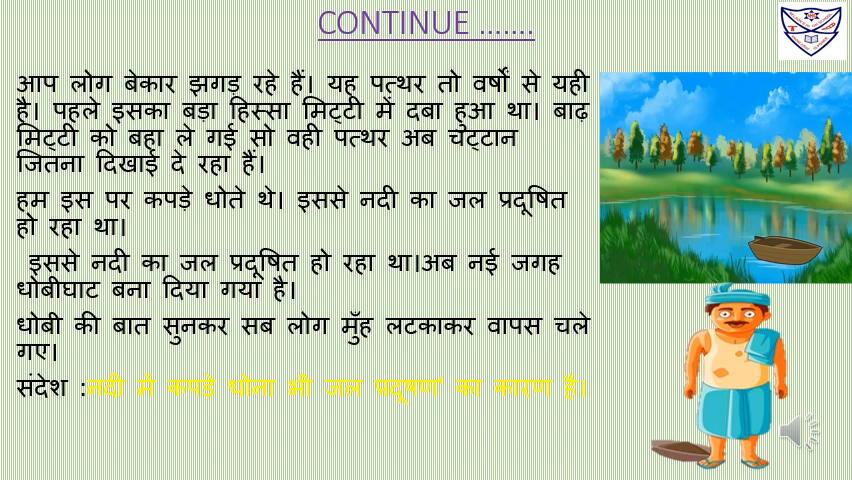 CONTINUE …….
आप लोग बेकार झगड़ रहे हैं। यह पत्थर तो वर्षों से यही
है। पहले इसका बड़ा हिस्सा मिट्टी में दबा हुआ था। बाढ़
मिट्टी को बहा ले गई सो वही पत्थर अब चट्टान
जितना दिखाई दे रहा हैं।
हम इस पर कपड़े धोते थे। इससे नदी का जल प्रदूषित
हो रहा था।
इससे नदी का जल प्रदूषित हो रहा था।अब नई जगह
धोबीघाट बना दिया गया है।
धोबी की बात सुनकर सब लोग मुँह लटकाकर वापस चले
गए।
संदेश :नदी में कपड़े धोना भी जल प्रदूषण' का कारण है।